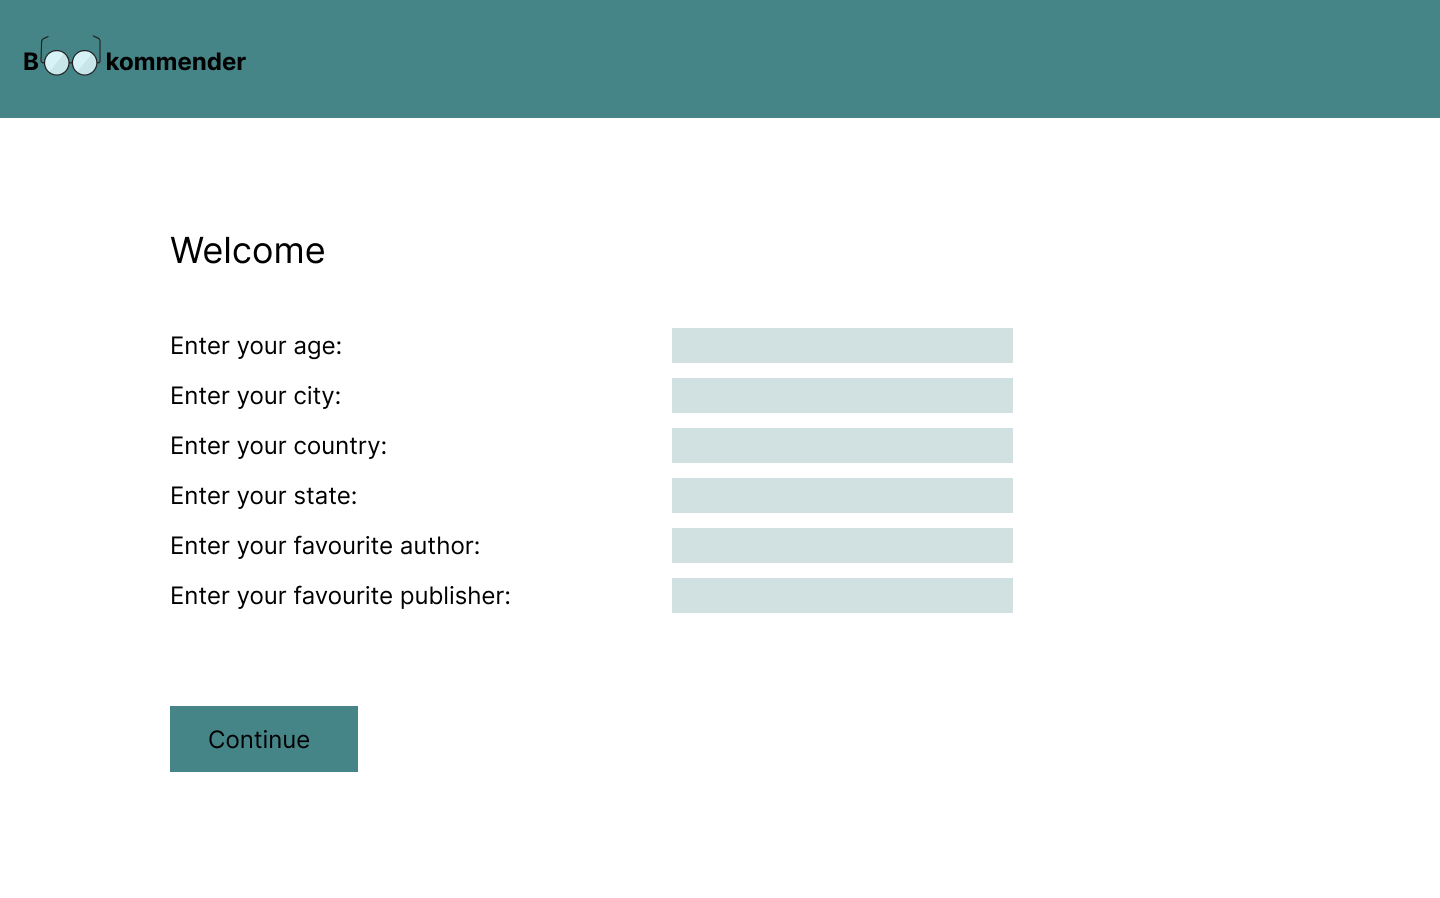 Bookommender
Welcome
Enter your age:
Enter your city:
Enter your country:
Enter your state:
Enter your favourite author:
Enter your favourite publisher:
Continue